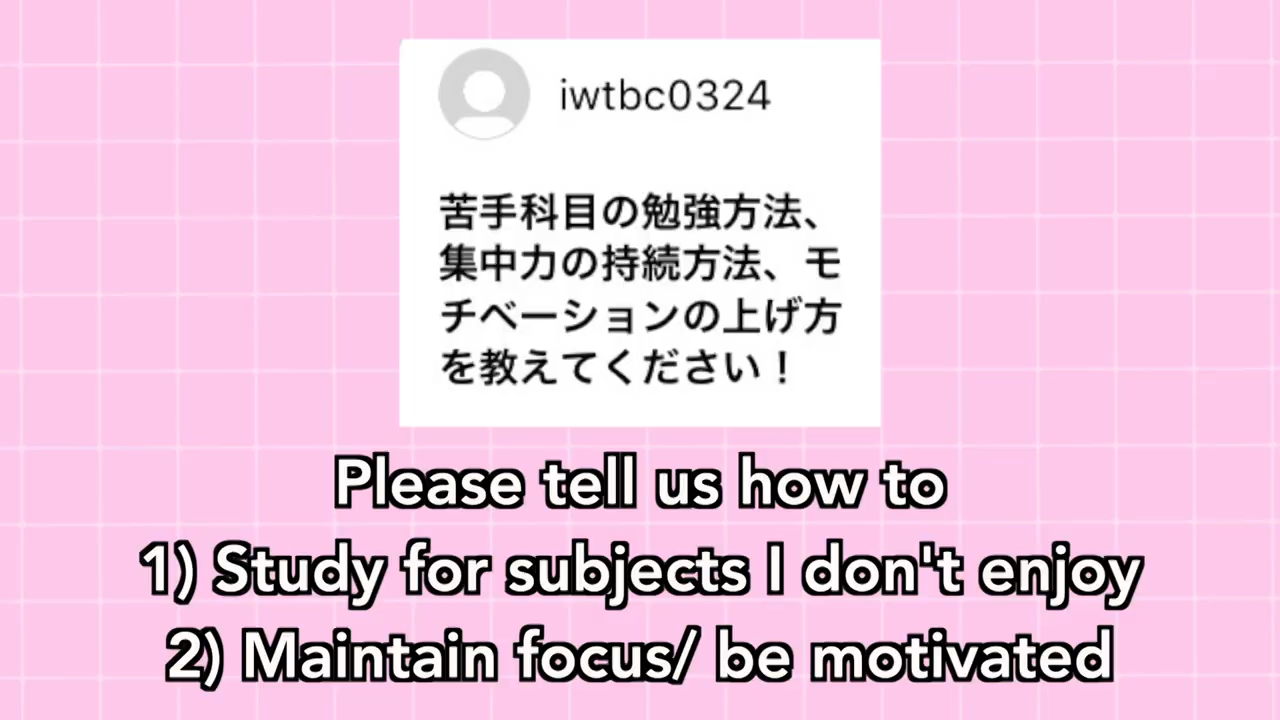 iwtbc0324
苦手科目の勉強方法、
集中力の持続方法、モ
チベーションの上げ方
を教えてください！
Please tell us how to
1) Study for subjects I don't enjoy
2) Maintain focus/ be motivated